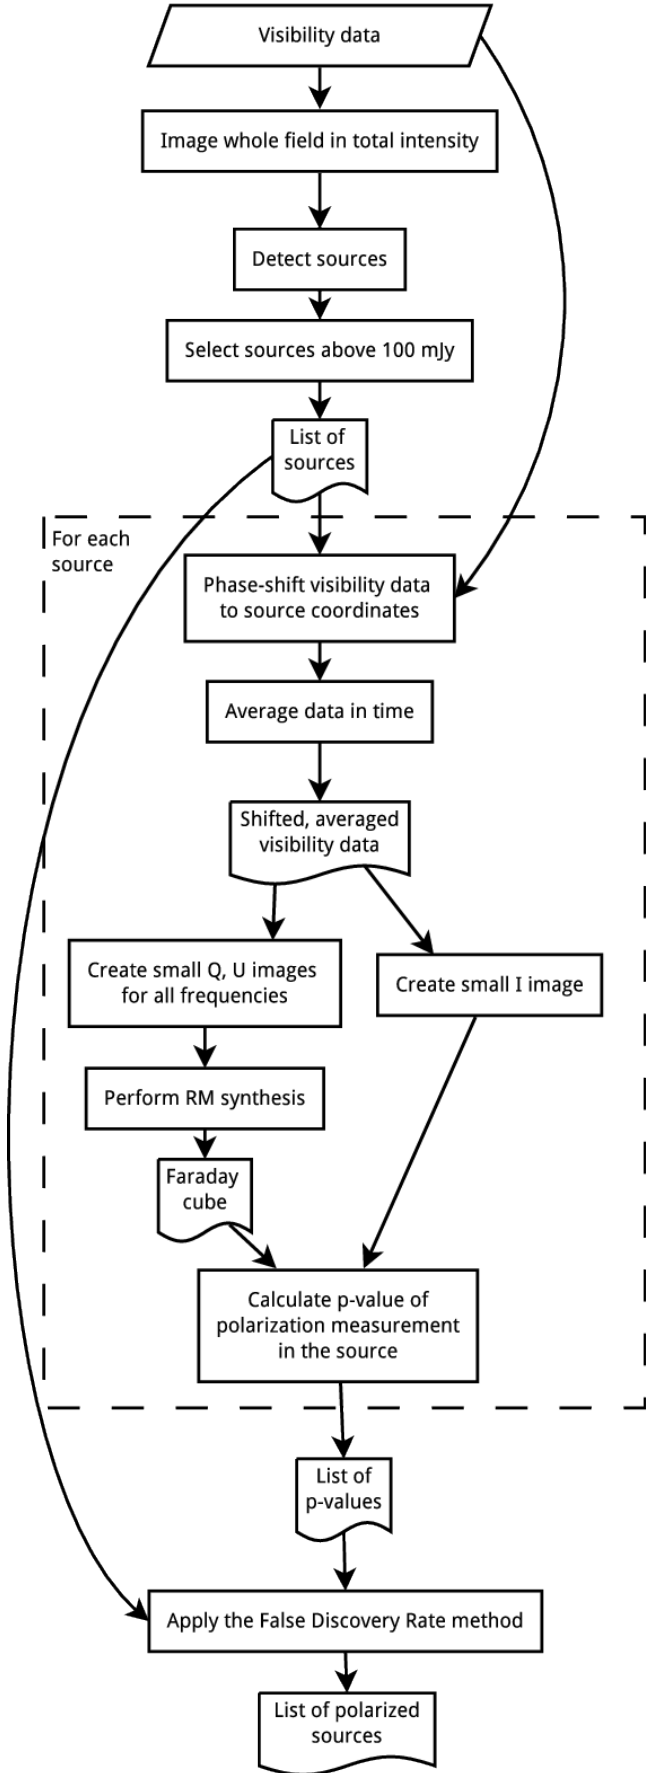 Visibility data
Image whole field in total intensity
Detect sources
Select sources above 100 mJy
List of
sources
For each
source
Phase-shift visibility data
to source coordinates
Average data in time
Shifted, averaged
visibility data
Create small Q, U images
for all frequencies
Create small I image
Perform RM synthesis
Faraday
cube
Calculate p-value of
polarization measurement
in the source
List of
p-values
Apply the False Discovery Rate method
List of polarized
sources